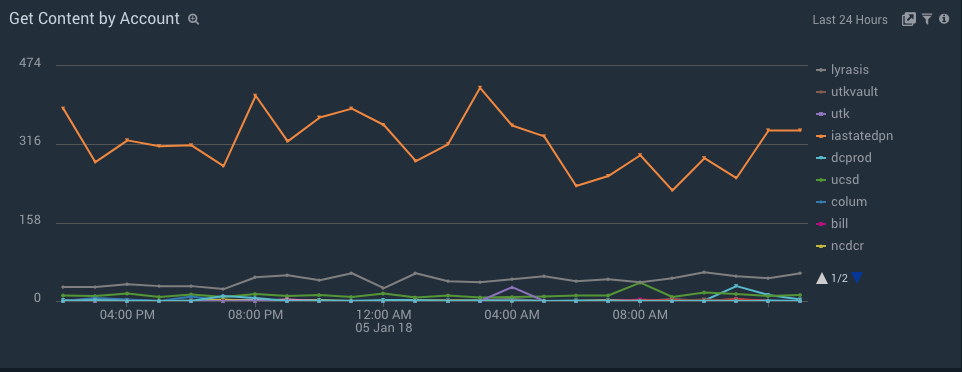 Get Content by Account
Last 24 Hours
474
316
158
0
04:00 PM
08:00 PM
12:00 AM
05 Jan 18
04:00 AM
08:00 AM
lyrasis
utkvault
utk
iastatedpn
dcprod
ucsd
colum
bill
ncdcr
1/2